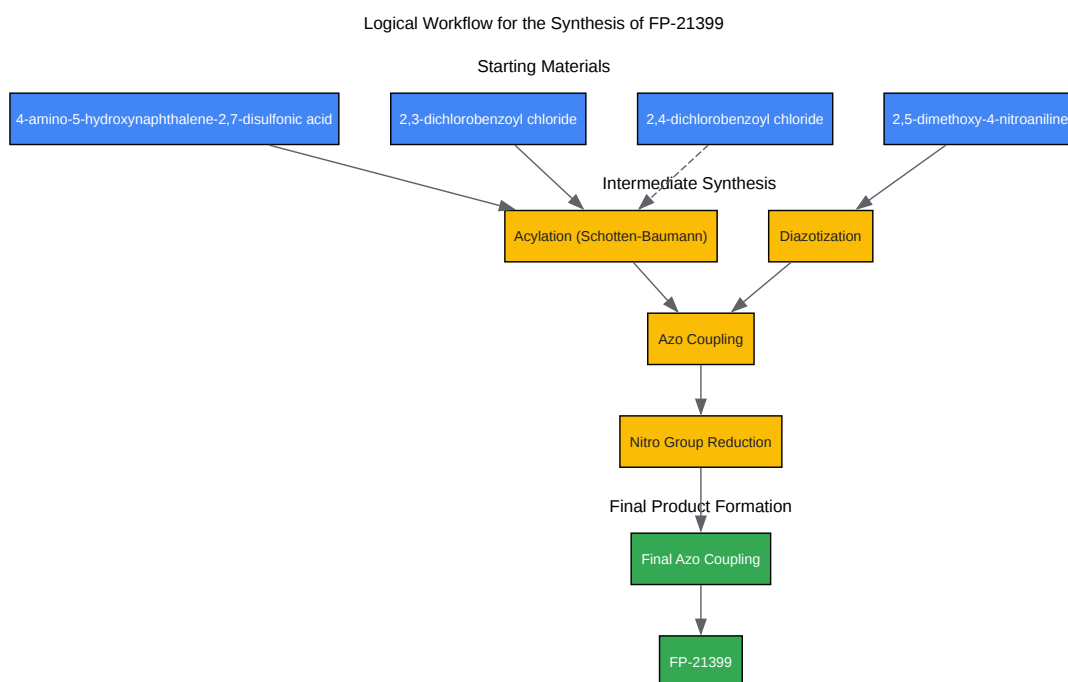 Logical Workflow for the Synthesis of FP-21399
Starting Materials
4-amino-5-hydroxynaphthalene-2,7-disulfonic acid
2,3-dichlorobenzoyl chloride
2,4-dichlorobenzoyl chloride
2,5-dimethoxy-4-nitroaniline
Intermediate Synthesis
Acylation (Schotten-Baumann)
Diazotization
Azo Coupling
Nitro Group Reduction
Final Product Formation
Final Azo Coupling
FP-21399